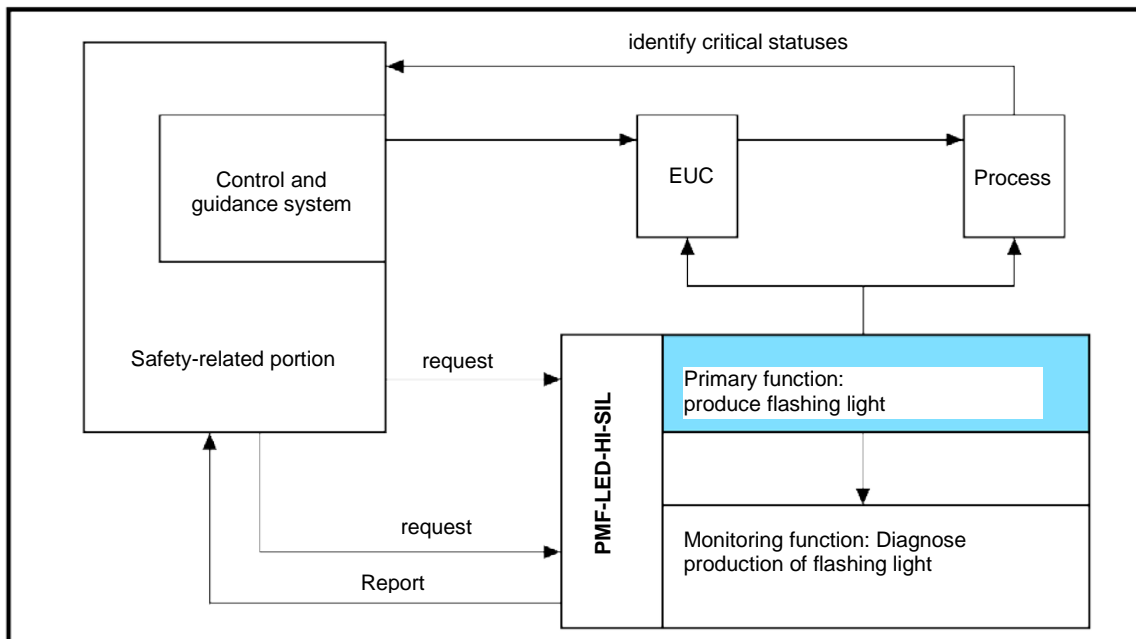 identify critical statuses
Control and
guidance system
EUC
Process
Safety-related portion
request
PMF-LED-HI-SIL
Primary function:
produce flashing light
request
Monitoring function: Diagnose
production of flashing light
Report